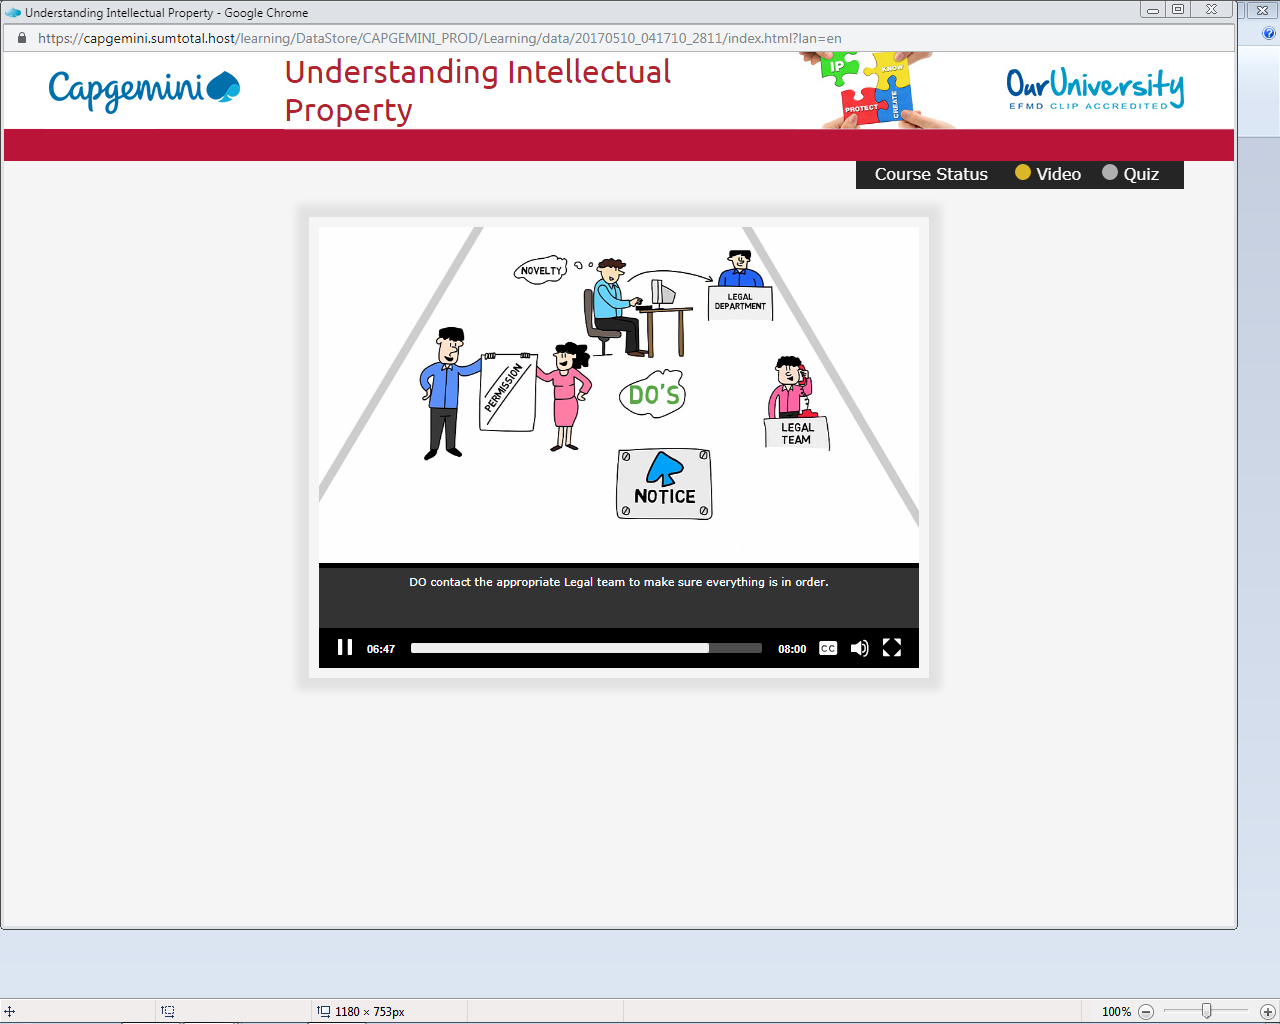 Understanding Intellectual Property - Google Chrome
https://capgemini.sumtotal.host/learning/DataStore/CAPGEMINI_PROD/Learning/data/20170510_041710_2811/index.html?lan=en
Capgemini
Understanding Intellectual
Property
IP
KNOW
PROTECT
CREATE
OurUniversity
EFMD CLIP ACCREDITED
Course Status Video Quiz
NOVELTY
LEGAL
DEPARTMENT
PERMISSION
DO'S
LEGAL
TEAM
NOTICE
DO contact the appropriate Legal team to make sure everything is in order.
06:47 08:00 CC
1180 × 753px 100%